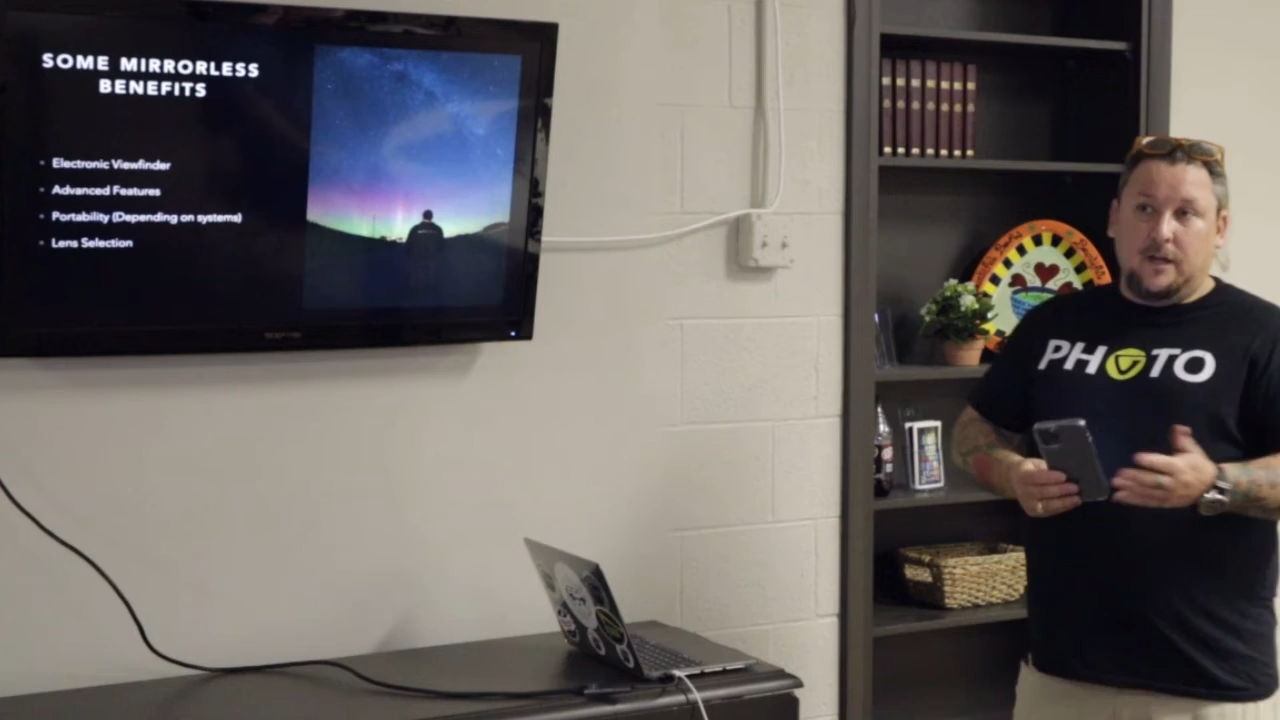 SOME MIRRORLESS
BENEFITS
Electronic Viewfinder
Advanced Features
Portability (Depending on systems)
Lens Selection
PHOTO